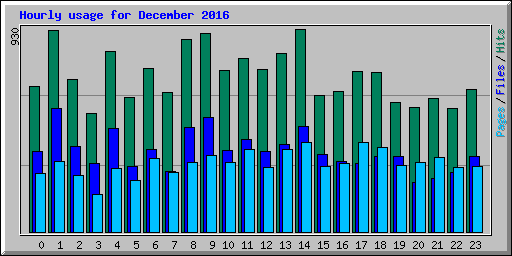 Hourly usage for December 2016
930
Pages / Files / Hits
0 1 2 3 4 5 6 7 8 9 10 11 12 13 14 15 16 17 18 19 20 21 22 23